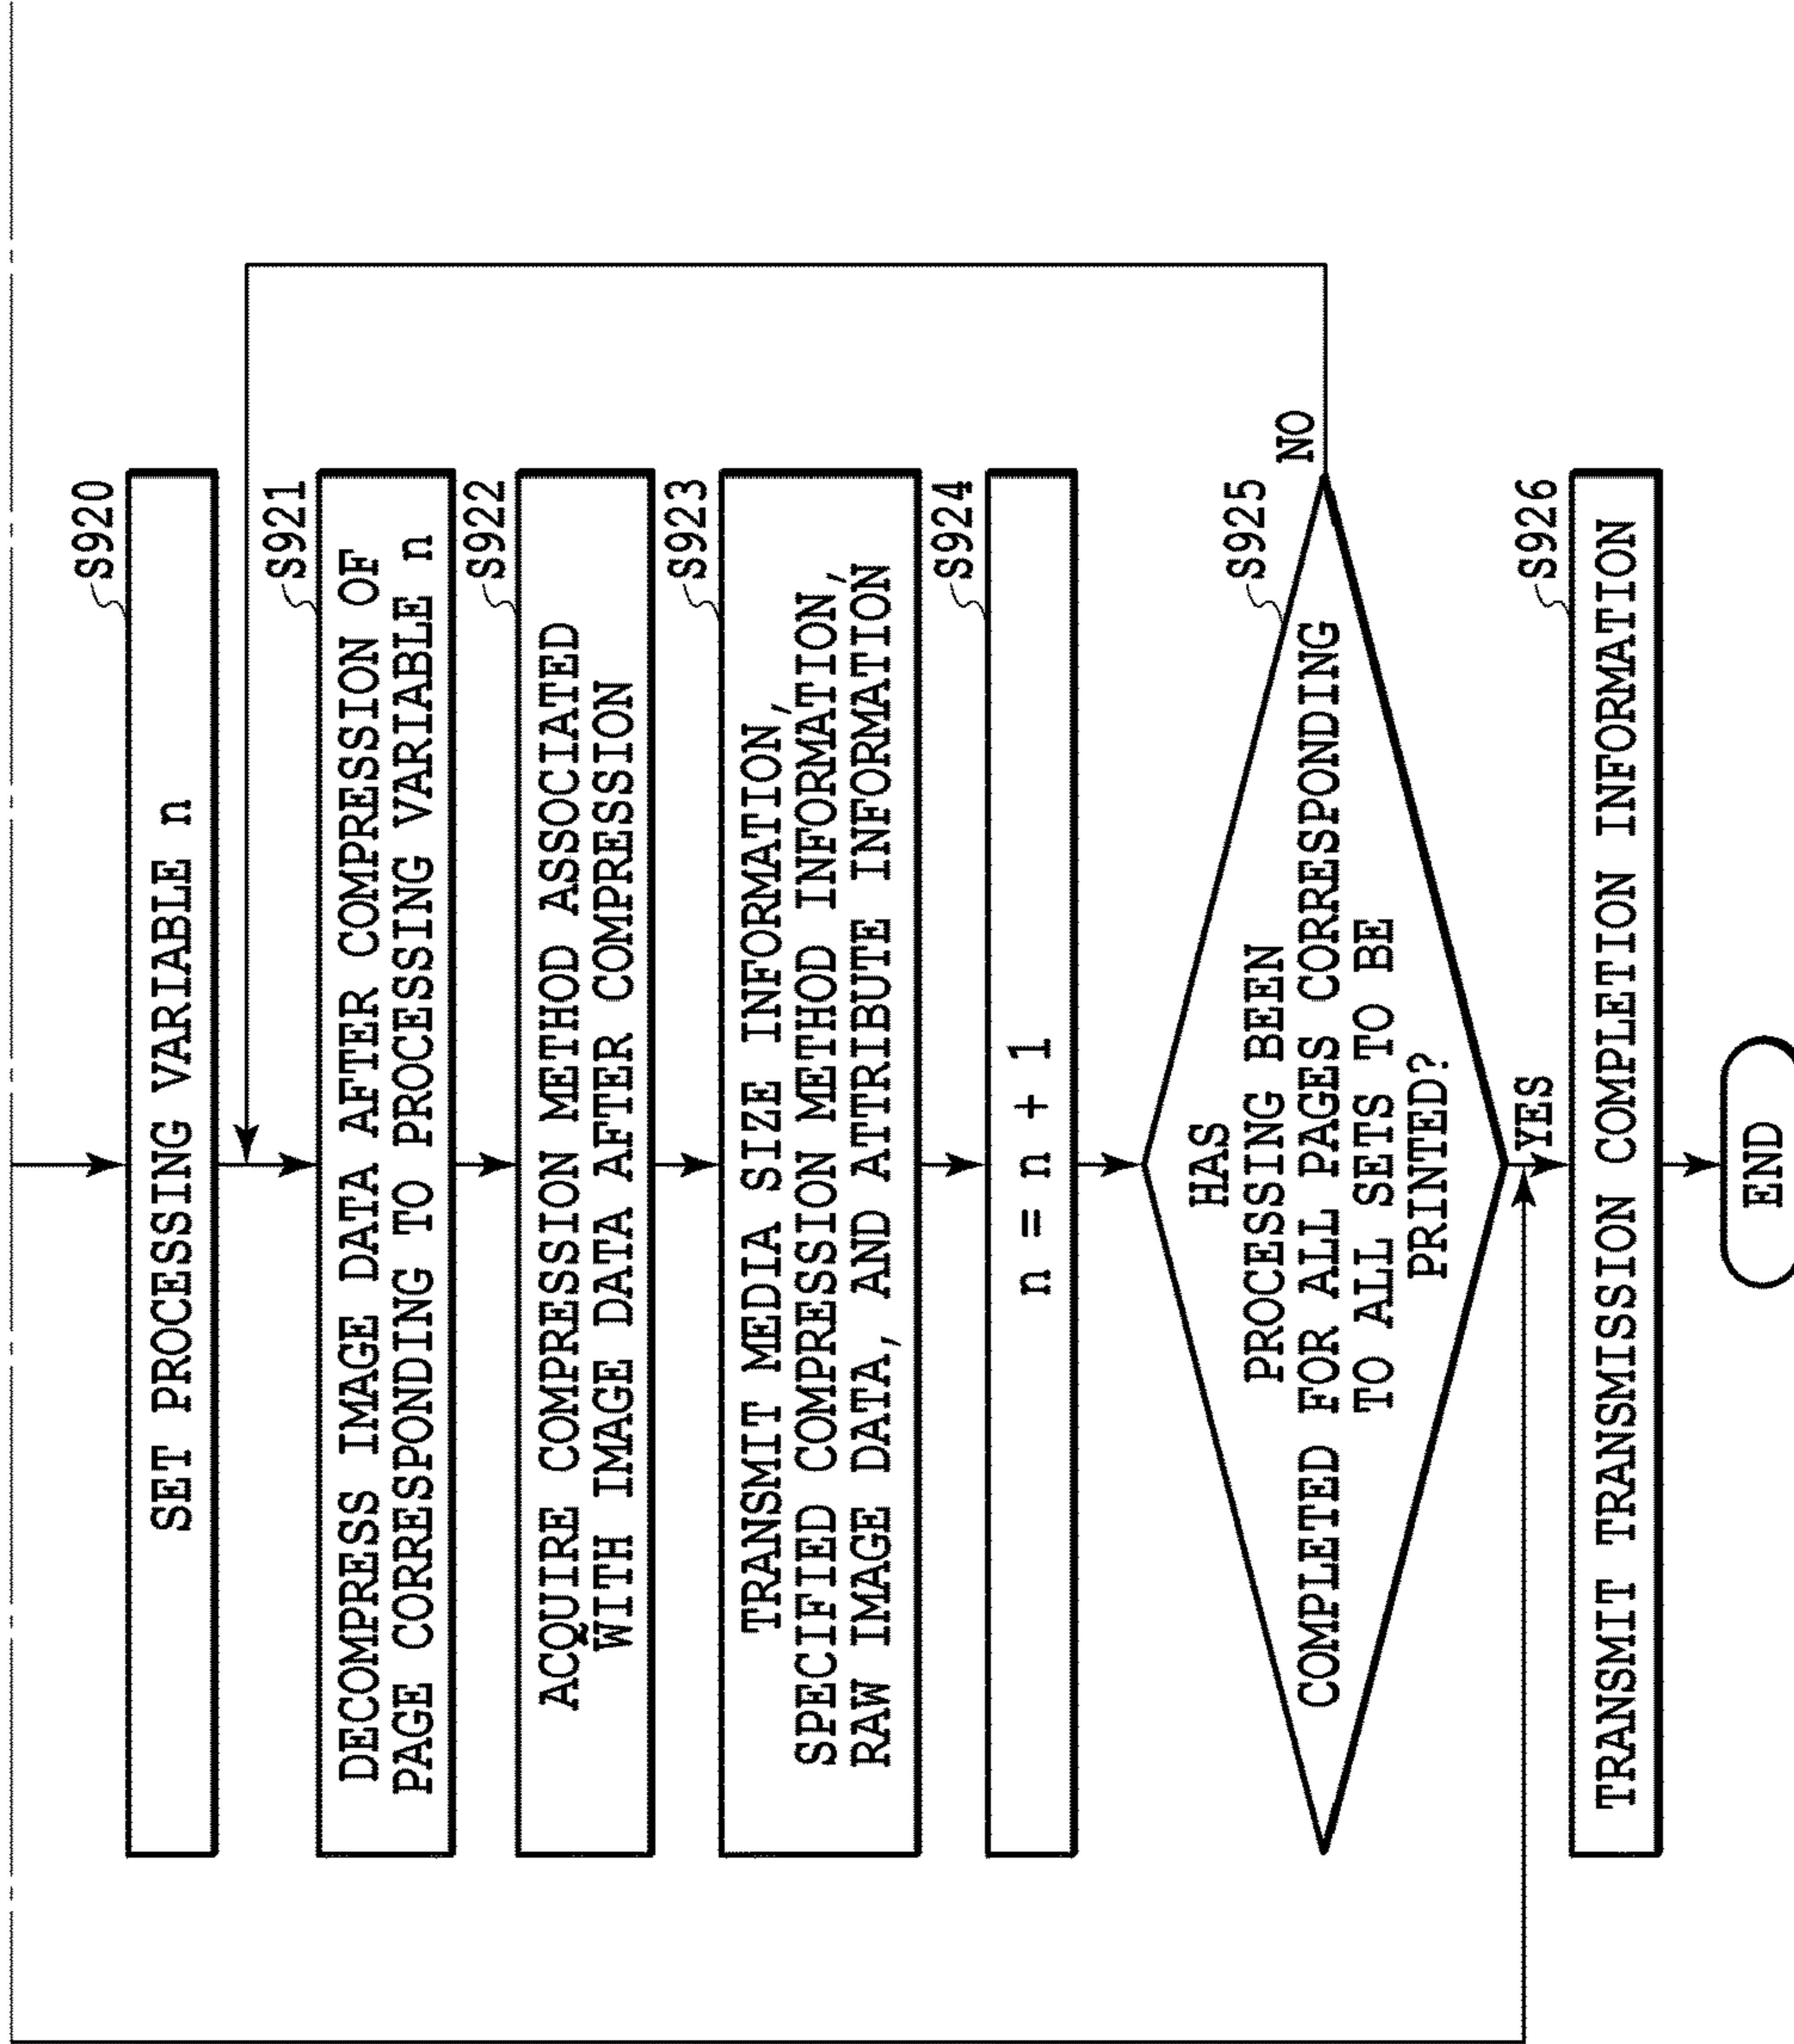 S920
SET PROCESSING VARIABLE n
S921
DECOMPRESS IMAGE DATA AFTER COMPRESSION OF
PAGE CORRESPONDING TO PROCESSING VARIABLE n
S922
ACQUIRE COMPRESSION METHOD ASSOCIATED
WITH IMAGE DATA AFTER COMPRESSION
S923
TRANSMIT MEDIA SIZE INFORMATION,
SPECIFIED COMPRESSION METHOD INFORMATION,
RAW IMAGE DATA, AND ATTRIBUTE INFORMATION
S924
n = n + 1
S925
HAS
PROCESSING BEEN
COMPLETED FOR ALL PAGES CORRESPONDING
TO ALL SETS TO BE
PRINTED?
NO
YES
S926
TRANSMIT TRANSMISSION COMPLETION INFORMATION
END